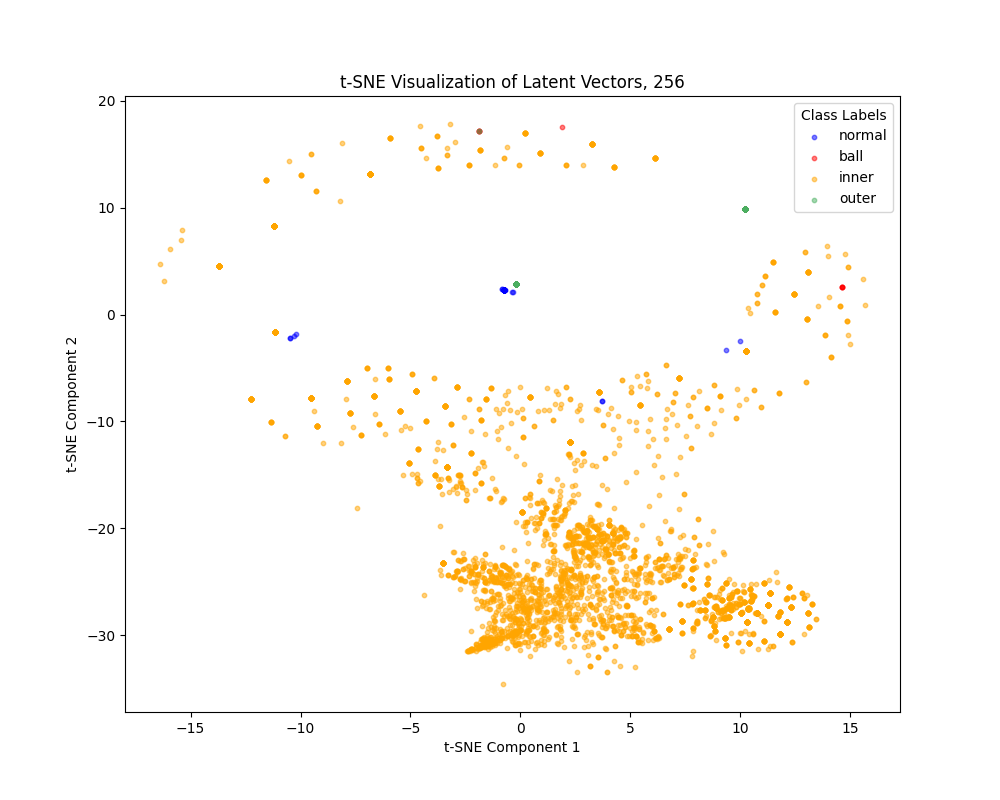 t-SNE Visualization of Latent Vectors, 256
Class Labels
normal
ball
inner
outer
20
10
0
−10
−20
−30
t-SNE Component 2
−15
−10
−5
0
5
10
15
t-SNE Component 1